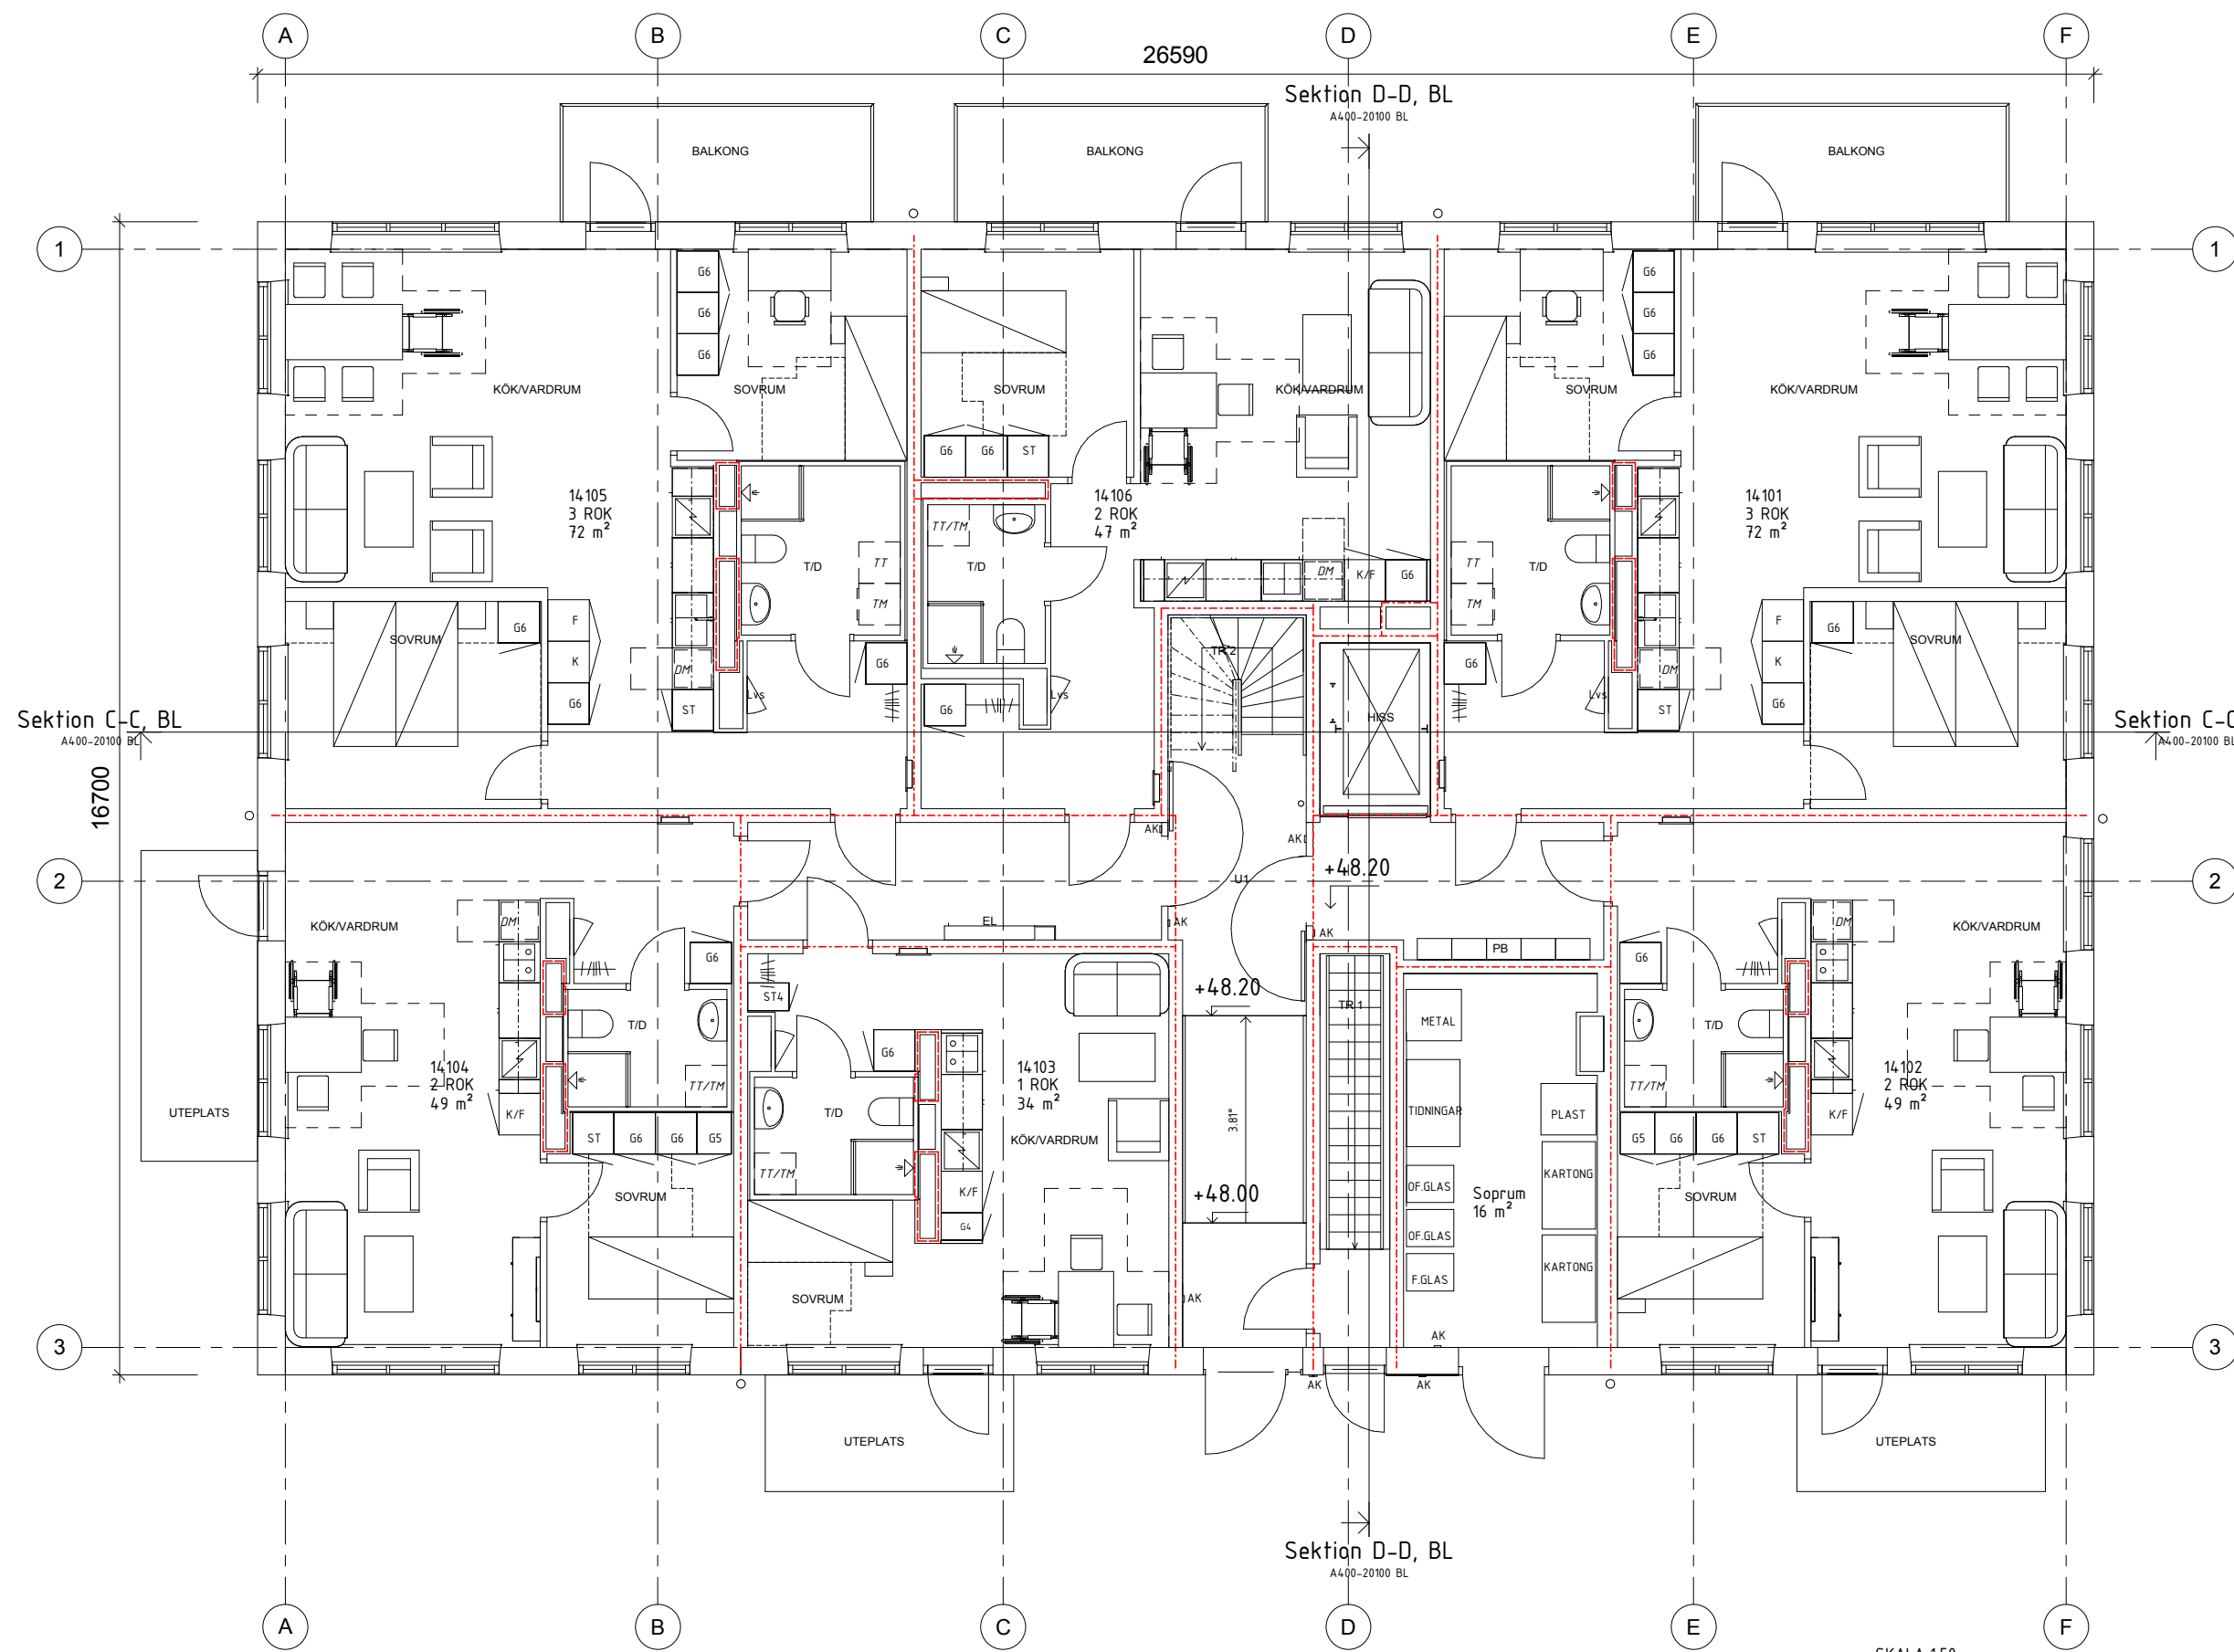 A B C D E F
26590
Sektion D-D, BL
A400-20100 BL
BALKONG BALKONG BALKONG
1 1
G6 G6
G6 G6
G6 G6
KÖK/VARDRUM SOVRUM SOVRUM KÖK/VARDRUM SOVRUM KÖK/VARDRUM
G6 G6 ST
14105
3 ROK
72 m²
14106
2 ROK
47 m²
14101
3 ROK
72 m²
TT/TM
T/D TT TM
T/D
DM K/F G6
TT TM T/D
SOVRUM G6 F K G6
DM ST
Lvs G6
G6 Lvs
TR 2
HISS
G6 Lvs
DM ST
F K G6
G6 SOVRUM
Sektion C-C, BL
A400-20100 BL
Sektion C-C
A400-20100 BL
16700
AK AK
2 2
U1
+48.20
KÖK/VARDRUM DM
G6
EL
AK AK
PB
G6
DM KÖK/VARDRUM
ST4
+48.20
TR 1
METAL
T/D
T/D
14104
2 ROK
49 m²
TT/TM
K/F
G6
14103
1 ROK
34 m²
KÖK/VARDRUM
T/D
TT/TM
3.81°
TIDNINGAR
PLAST
TT/TM
14102
2 ROK
49 m²
K/F
UTEPLATS
ST G6 G6 G5
G5 G6 G6 ST
SOVRUM
K/F
G4
+48.00
OF.GLAS
OF.GLAS
F.GLAS
Soprum
16 m²
KARTONG
KARTONG
SOVRUM
SOVRUM
AK
AK
3 3
AK AK
UTEPLATS UTEPLATS
Sektion D-D, BL
A400-20100 BL
A B C D E F